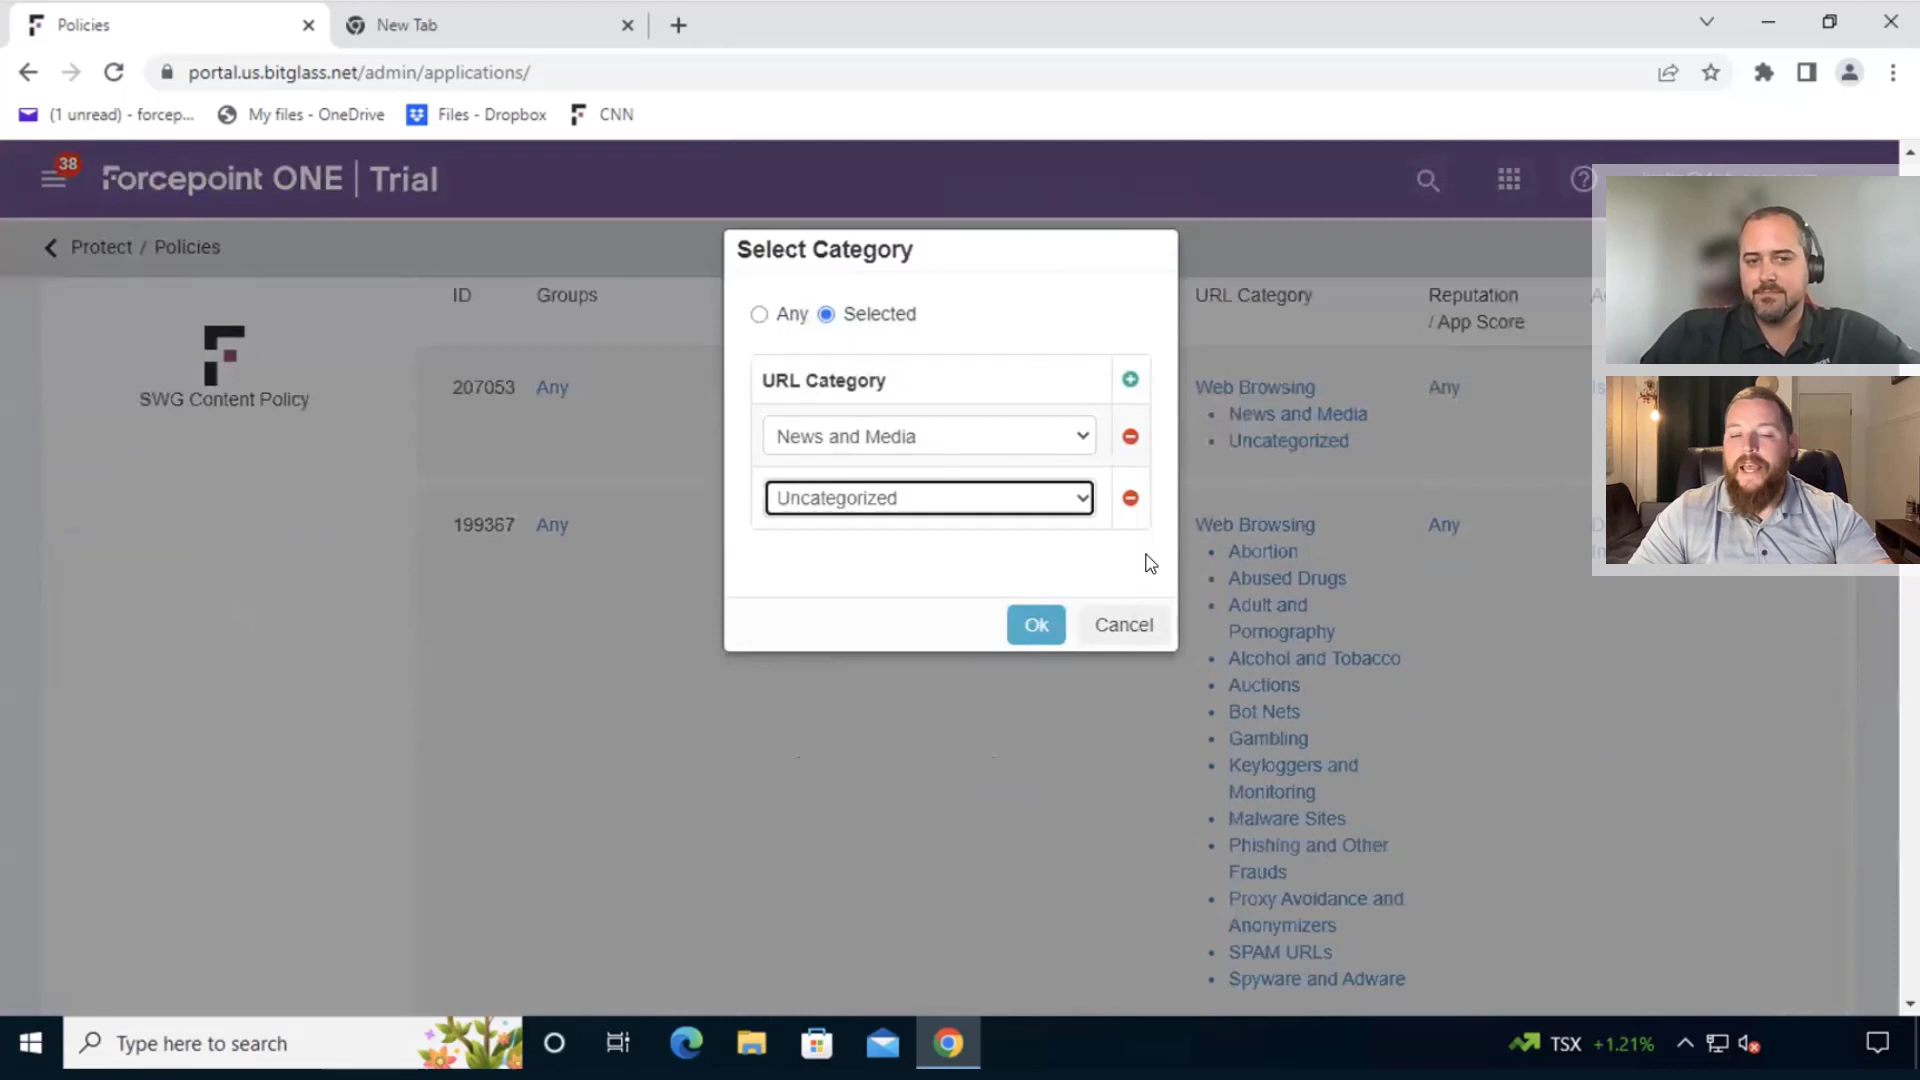 Policies
New Tab
portal.us.bitglass.net/admin/applications/
(1 unread) - forcep...
My files - OneDrive
Files - Dropbox
CNN
38
Forcepoint ONE | Trial
Protect / Policies
SWG Content Policy
ID
Groups
URL Category
Reputation
/ App Score
207053
Any
Web Browsing
Any
• News and Media
• Uncategorized
199367
Any
Web Browsing
Any
• Abortion
• Abused Drugs
• Adult and
Pornography
• Alcohol and Tobacco
• Auctions
• Bot Nets
• Gambling
• Keyloggers and
Monitoring
• Malware Sites
• Phishing and Other
Frauds
• Proxy Avoidance and
Anonymizers
• SPAM URLs
• Spyware and Adware
Select Category
Any
Selected
URL Category
News and Media
Uncategorized
Ok
Cancel
Type here to search
TSX +1.21%